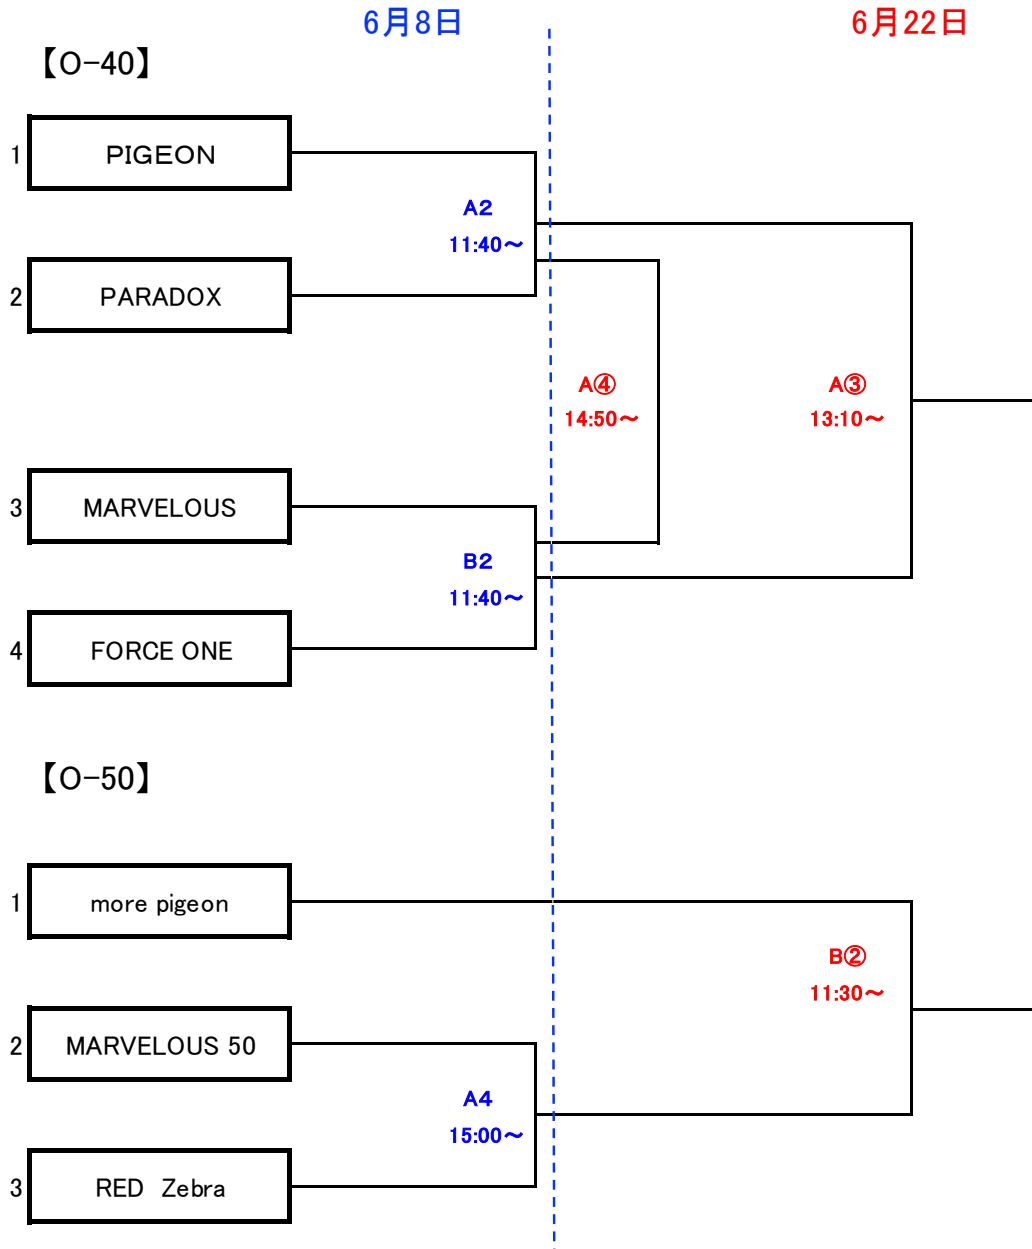 6月8日
6月22日
【O-40】
1
PIGEON
A2
11:40～
2
PARADOX
A④
14:50～
A③
13:10～
3
MARVELOUS
B2
11:40～
4
FORCE ONE
【O-50】
1
more pigeon
B②
11:30～
2
MARVELOUS 50
A4
15:00～
3
RED　Zebra